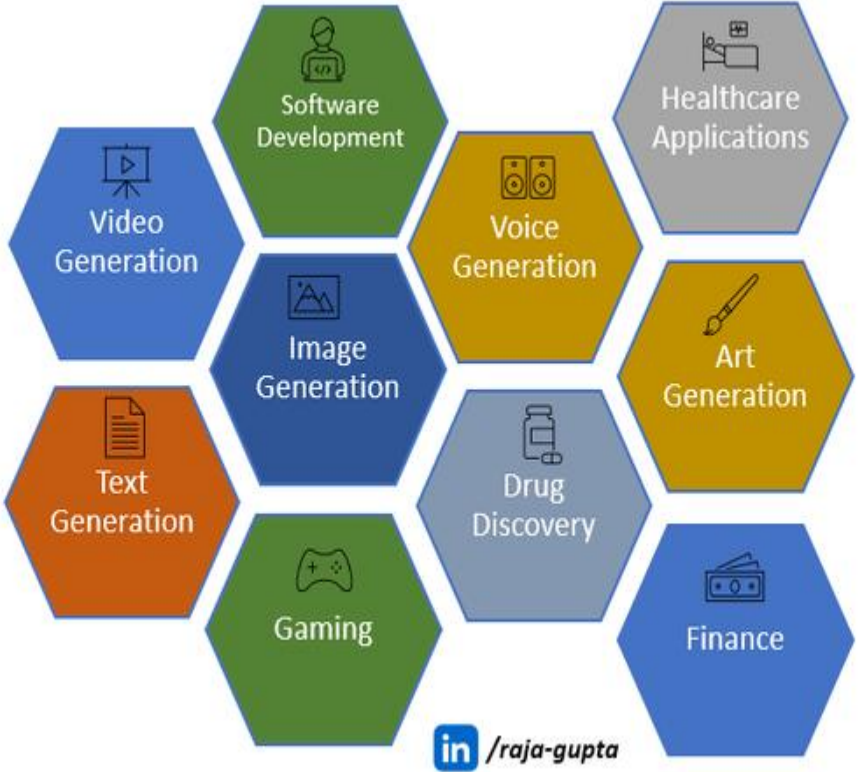 Software
Development
Healthcare
Applications
Video
Generation
Voice
Generation
Image
Generation
Art
Generation
Text
Generation
Drug
Discovery
Gaming
Finance
in /raja-gupta